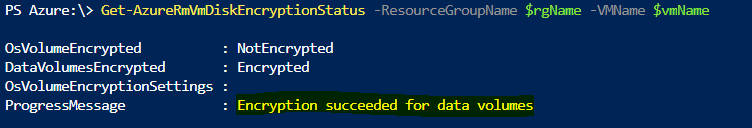 PS Azure:\> Get-AzureRmVmDiskEncryptionStatus -ResourceGroupName $rgName -VMName $vmName
OsVolumeEncrypted : NotEncrypted
DataVolumesEncrypted : Encrypted
OsVolumeEncryptionSettings :
ProgressMessage : Encryption succeeded for data volumes